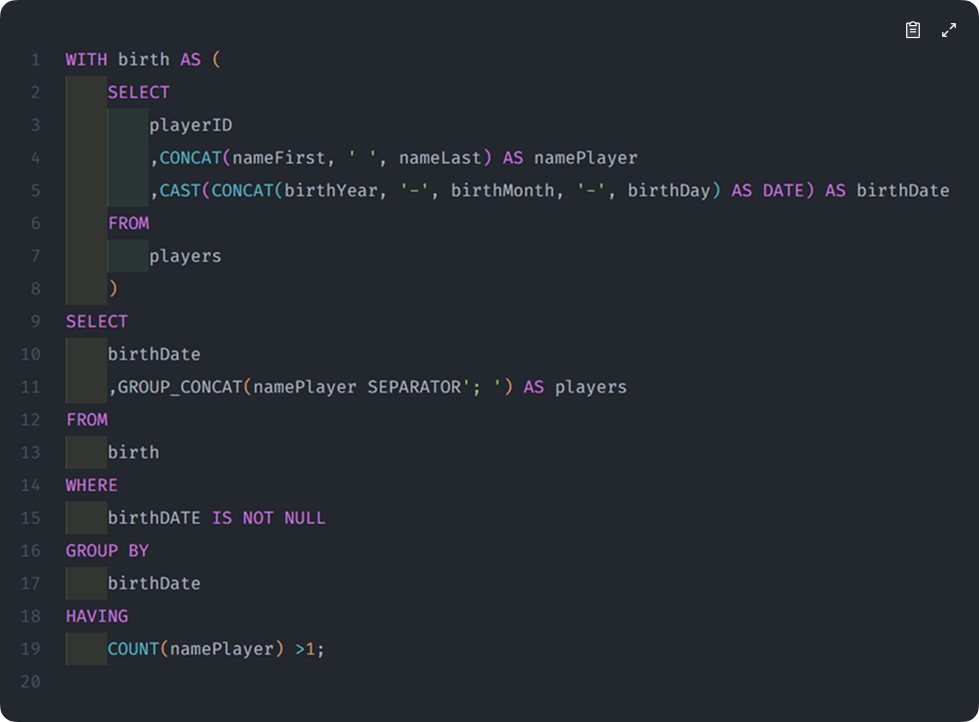 1 WITH birth AS (
2 SELECT
3 playerID
4 ,CONCAT(nameFirst, ' ', nameLast) AS namePlayer
5 ,CAST(CONCAT(birthYear, '-', birthMonth, '-', birthDay) AS DATE) AS birthDate
6 FROM
7 players
8 )
9 SELECT
10 birthDate
11 ,GROUP_CONCAT(namePlayer SEPARATOR'; ') AS players
12 FROM
13 birth
14 WHERE
15 birthDATE IS NOT NULL
16 GROUP BY
17 birthDate
18 HAVING
19 COUNT(namePlayer) >1;
20